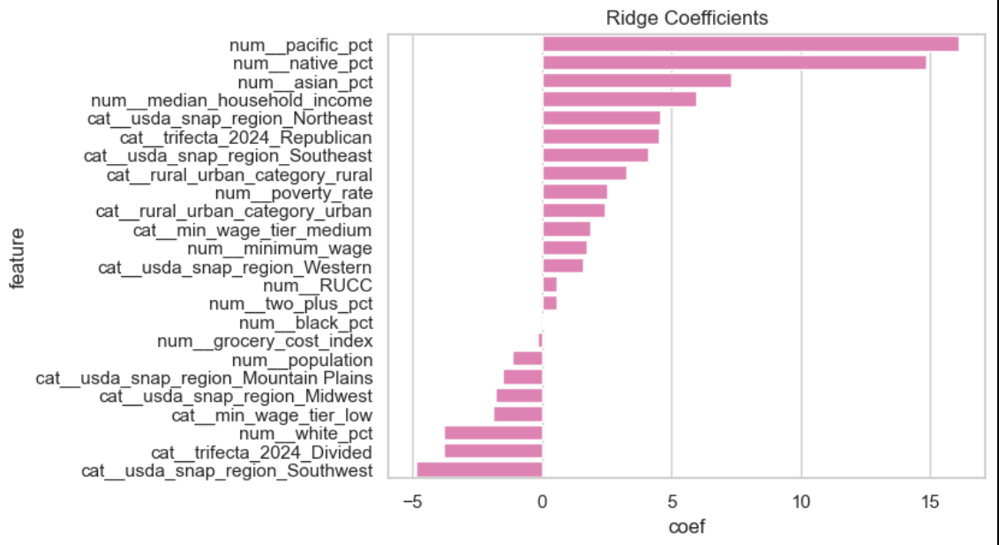 Ridge Coefficients
num__pacific_pct
num__native_pct
num__asian_pct
num__median_household_income
cat__usda_snap_region_Northeast
cat__trifecta_2024_Republican
cat__usda_snap_region_Southeast
cat__rural_urban_category_rural
num__poverty_rate
cat__rural_urban_category_urban
cat__min_wage_tier_medium
num__minimum_wage
cat__usda_snap_region_Western
num__RUCC
num__two_plus_pct
num__black_pct
num__grocery_cost_index
num__population
cat__usda_snap_region_Mountain Plains
cat__usda_snap_region_Midwest
cat__min_wage_tier_low
num__white_pct
cat__trifecta_2024_Divided
cat__usda_snap_region_Southwest
feature
−5 0 5 10 15
coef